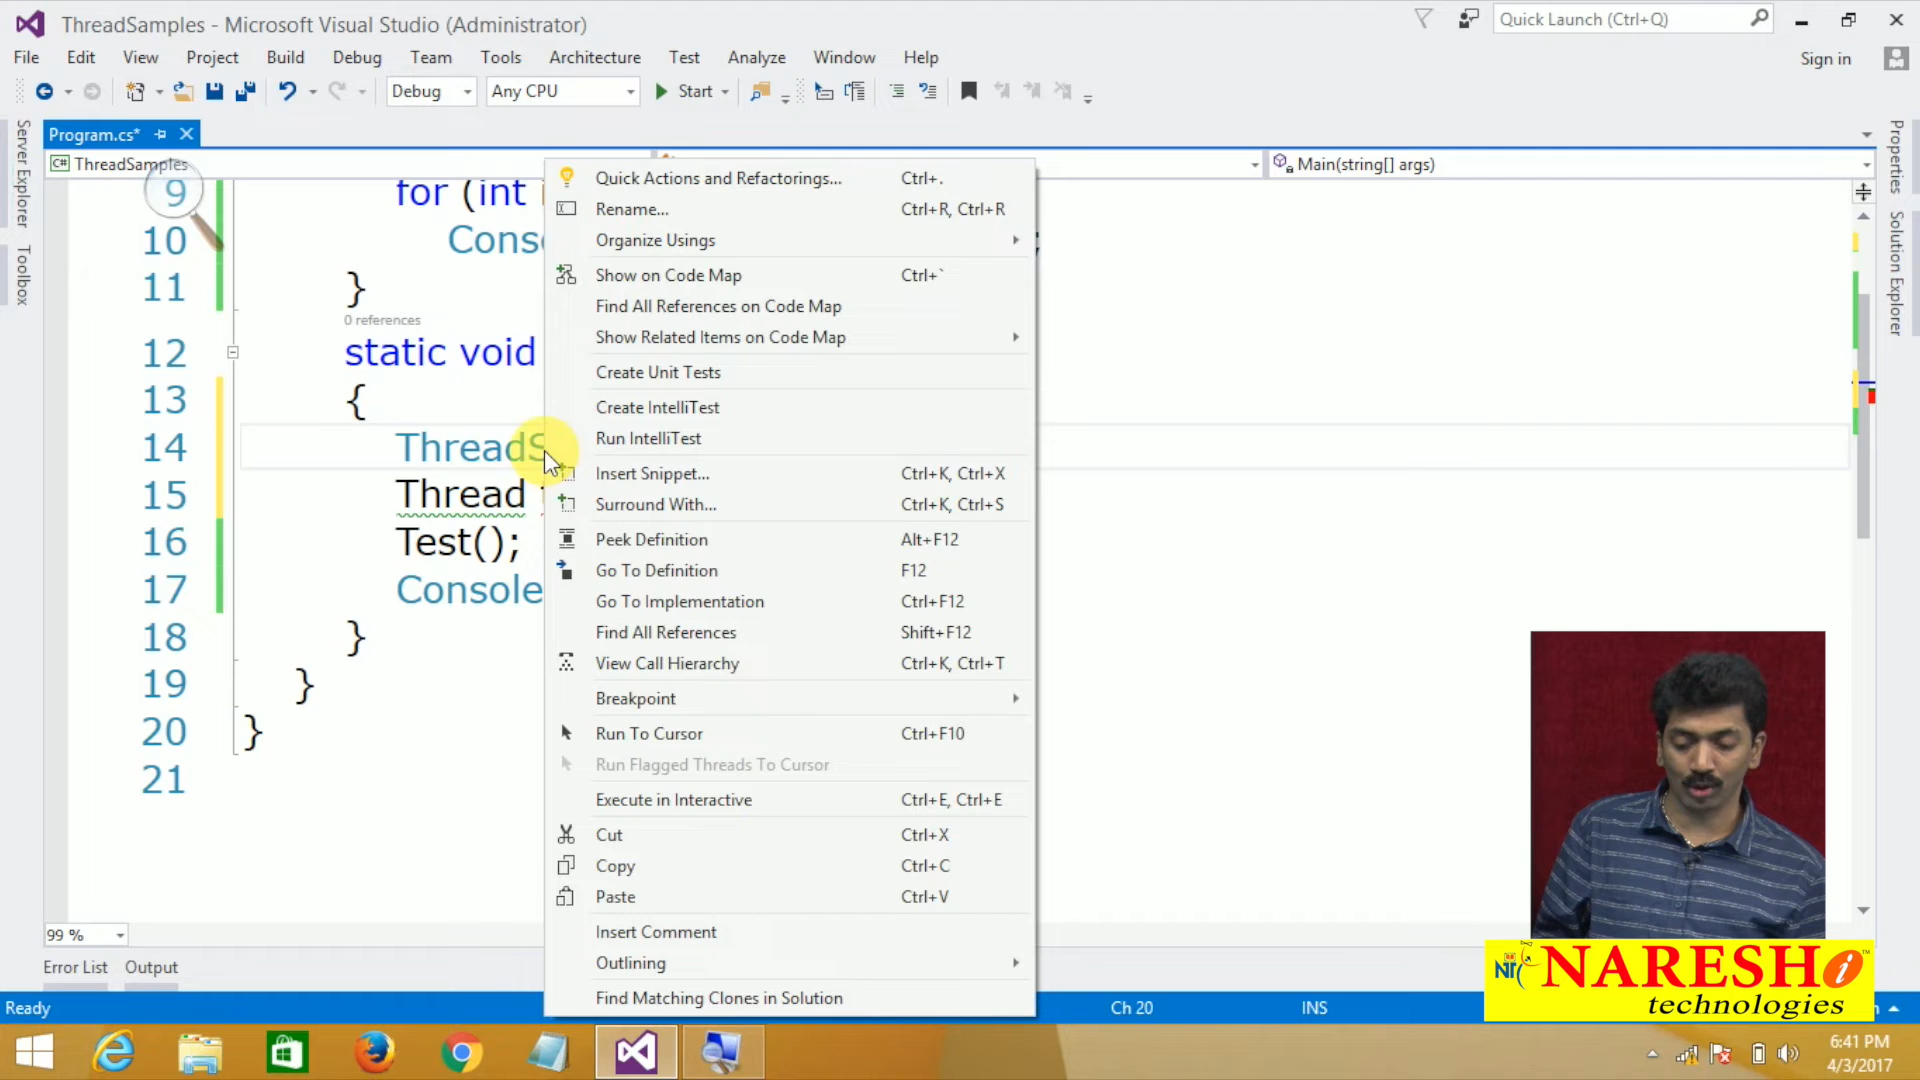 ThreadSamples - Microsoft Visual Studio (Administrator)
Quick Launch (Ctrl+Q)
File Edit View Project Build Debug Team Tools Architecture Test Analyze Window Help
Sign in
Debug Any CPU Start
Server Explorer
Toolbox
Properties
Solution Explorer
Program.cs*
C# ThreadSamples
Main(string[] args)
9 for (int
10 Conso
11 }
0 references
12 static void
13 {
14 ThreadS
15 Thread
16 Test();
17 Console
18 }
19 }
20 }
21
Quick Actions and Refactorings... Ctrl+.
Rename... Ctrl+R, Ctrl+R
Organize Usings
Show on Code Map Ctrl+`
Find All References on Code Map
Show Related Items on Code Map
Create Unit Tests
Create IntelliTest
Run IntelliTest
Insert Snippet... Ctrl+K, Ctrl+X
Surround With... Ctrl+K, Ctrl+S
Peek Definition Alt+F12
Go To Definition F12
Go To Implementation Ctrl+F12
Find All References Shift+F12
View Call Hierarchy Ctrl+K, Ctrl+T
Breakpoint
Run To Cursor Ctrl+F10
Run Flagged Threads To Cursor
Execute in Interactive Ctrl+E, Ctrl+E
Cut Ctrl+X
Copy Ctrl+C
Paste Ctrl+V
Insert Comment
Outlining
Find Matching Clones in Solution
99 %
Error List Output
Ready Ch 20 INS
NARESH i ™
technologies
6:41 PM
4/3/2017